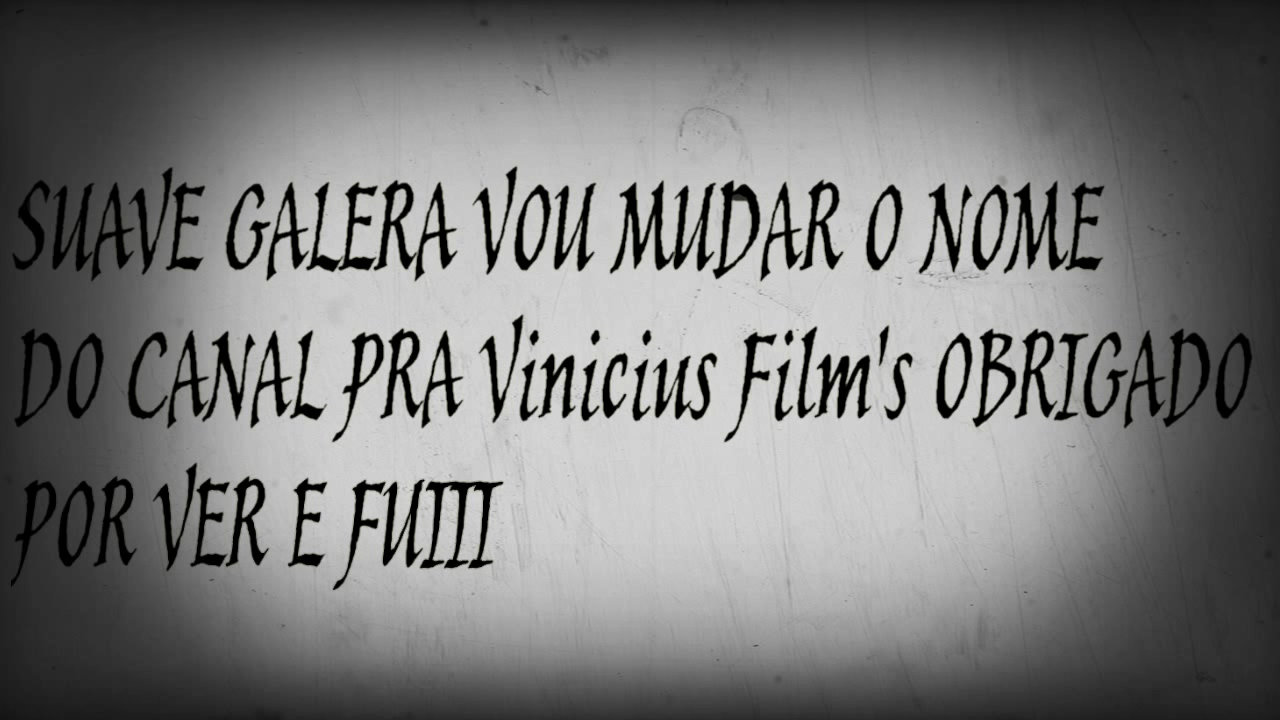 SUAVE GALERA VOU MUDAR O NOME
DO CANAL PRA Vinicius Film's OBRIGADO
POR VER E FUIII